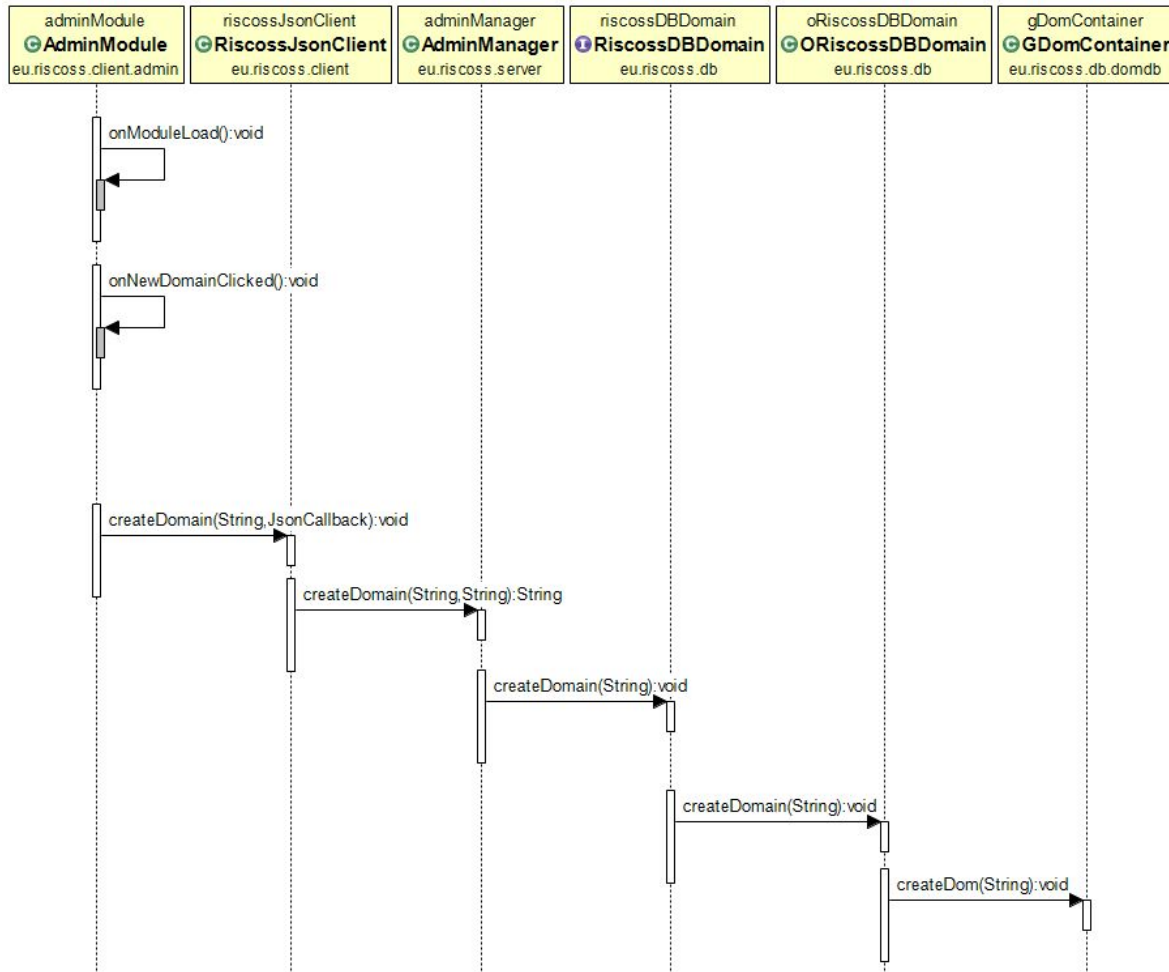 adminModule
C AdminModule
eu.riscoss.client.admin
riscossJsonClient
C RiscossJsonClient
eu.riscoss.client
adminManager
C AdminManager
eu.riscoss.server
riscossDBDomain
I RiscossDBDomain
eu.riscoss.db
oRiscossDBDomain
C ORiscossDBDomain
eu.riscoss.db
gDomContainer
C GDomContainer
eu.riscoss.db.domdb
onModuleLoad():void
onNewDomainClicked():void
createDomain(String,JsonCallback):void
createDomain(String,String):String
createDomain(String):void
createDomain(String):void
createDom(String):void